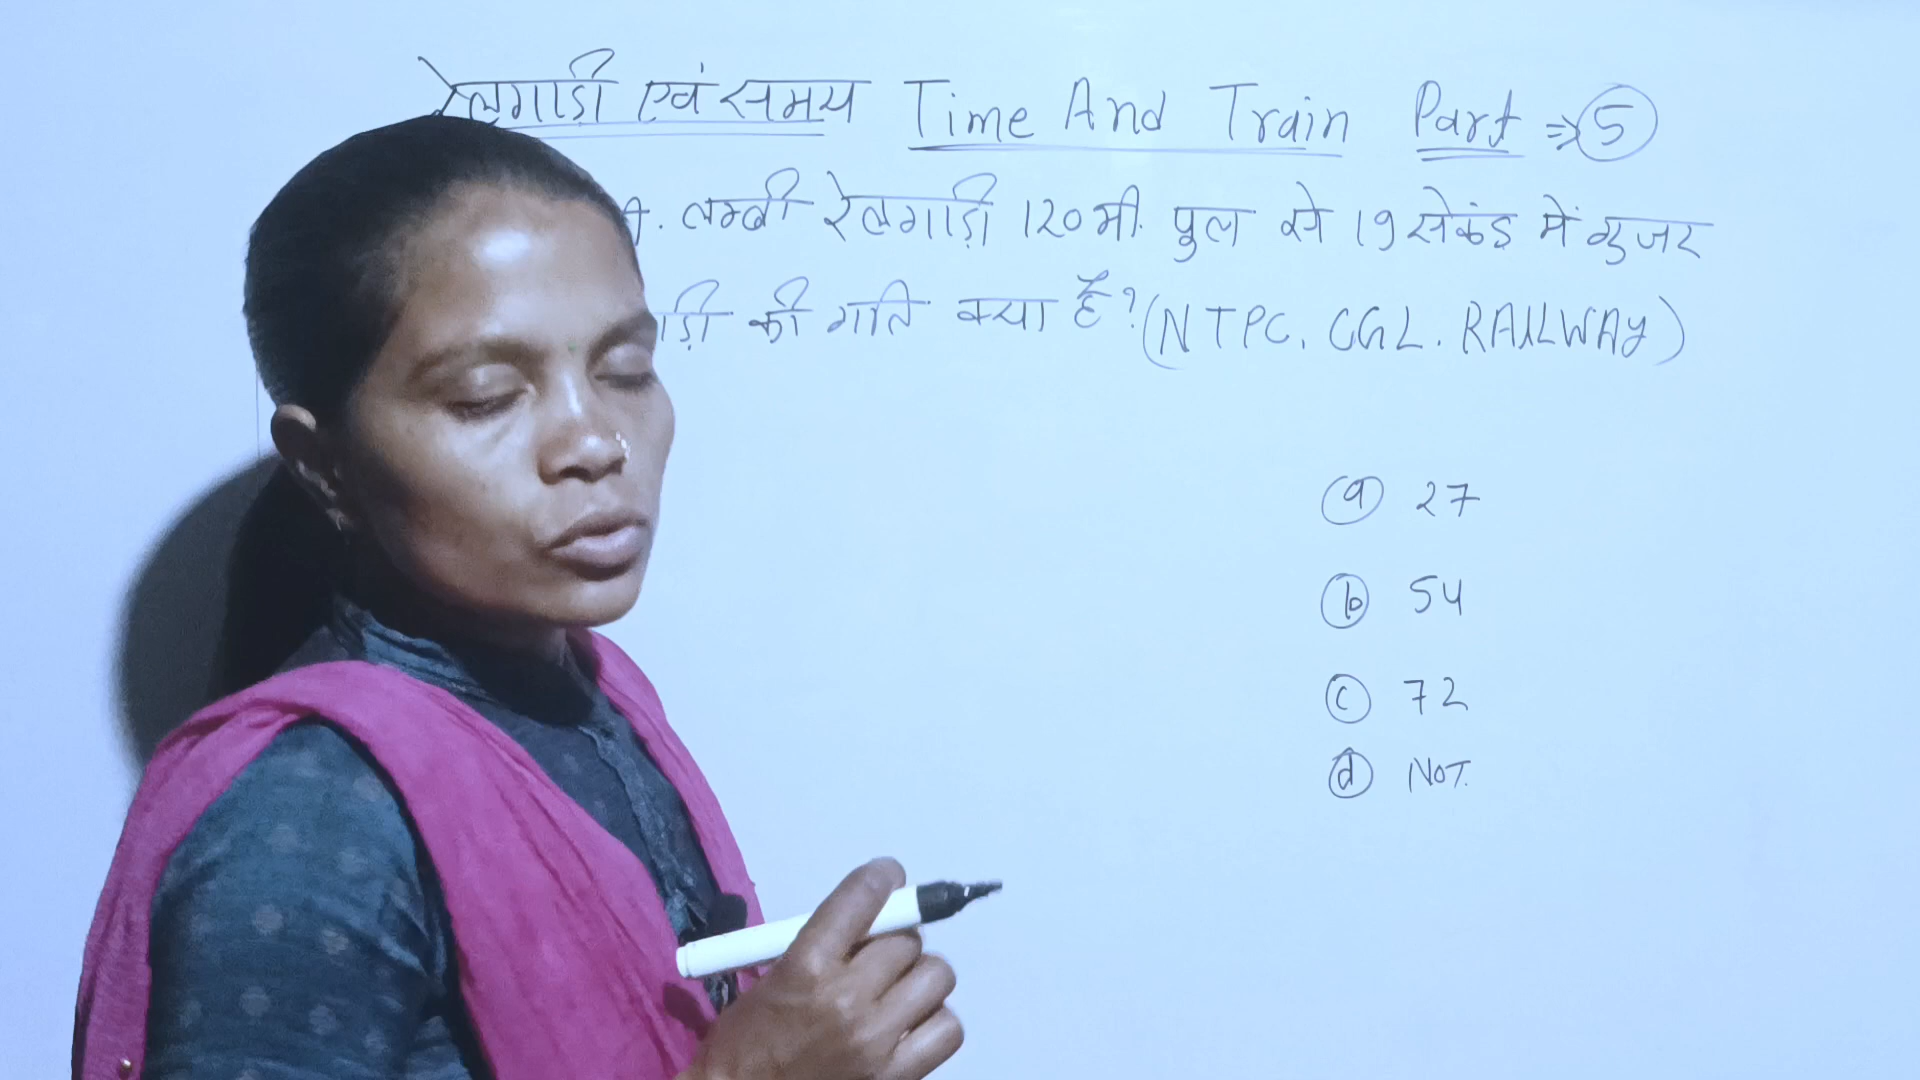 रेलगाड़ी एवं समय Time And Train Part ⇒ 5
लम्बी रेलगाड़ी 120 मी. पुल से 19 सेकंड में गुजर
की गति क्या है? (NTPC. CGL. RAILWAY)
(a) 27
(b) 54
(c) 72
(d) NOT.